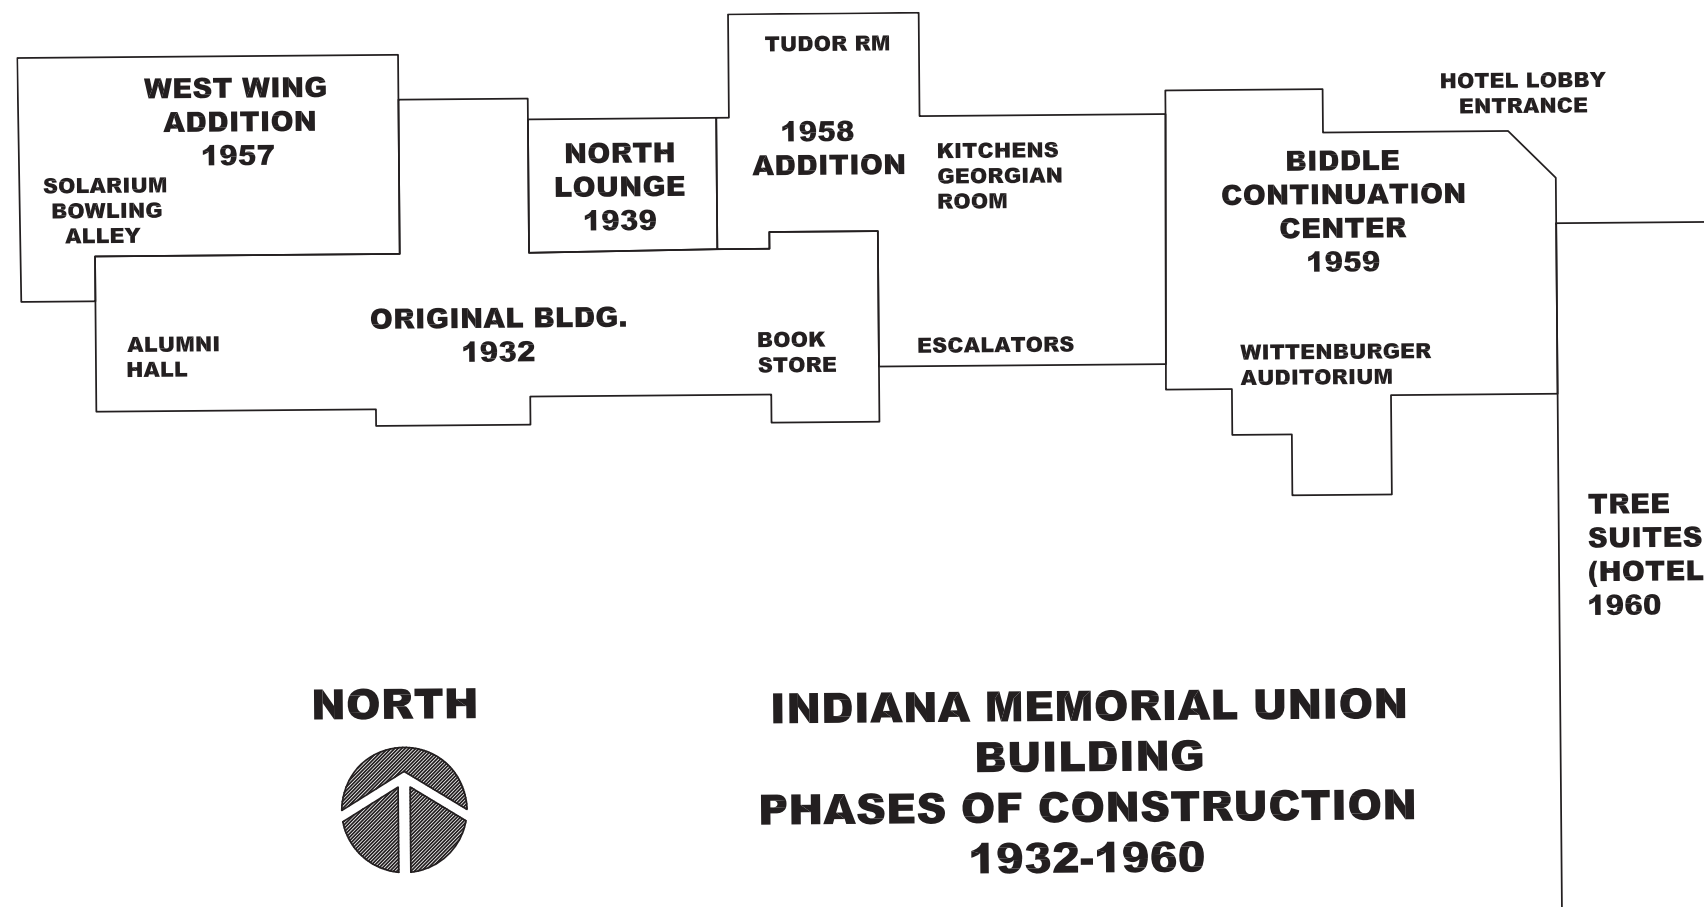 TUDOR RM
WEST WING
ADDITION
1957
SOLARIUM
BOWLING
ALLEY
NORTH
LOUNGE
1939
1958
ADDITION
KITCHENS
GEORGIAN
ROOM
HOTEL LOBBY
ENTRANCE
BIDDLE
CONTINUATION
CENTER
1959
ORIGINAL BLDG.
1932
ALUMNI
HALL
BOOK
STORE
ESCALATORS
WITTENBURGER
AUDITORIUM
TREE
SUITES
(HOTEL
1960
NORTH
INDIANA MEMORIAL UNION
BUILDING
PHASES OF CONSTRUCTION
1932-1960